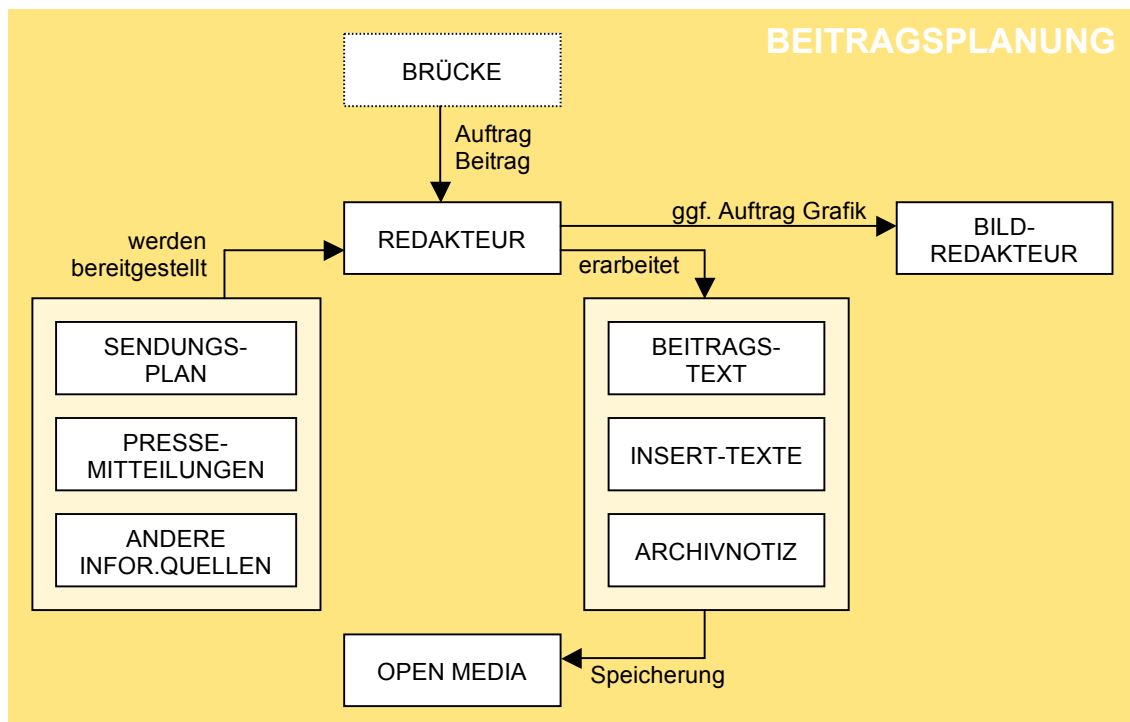 BEITRAGSPLANUNG
BRÜCKE
Auftrag
Beitrag
REDAKTEUR
ggf. Auftrag Grafik
BILD-
REDAKTEUR
werden
bereitgestellt
erarbeitet
SENDUNGS-
PLAN
PRESSE-
MITTEILUNGEN
ANDERE
INFOR.QUELLEN
BEITRAGS-
TEXT
INSERT-TEXTE
ARCHIVNOTIZ
OPEN MEDIA
Speicherung